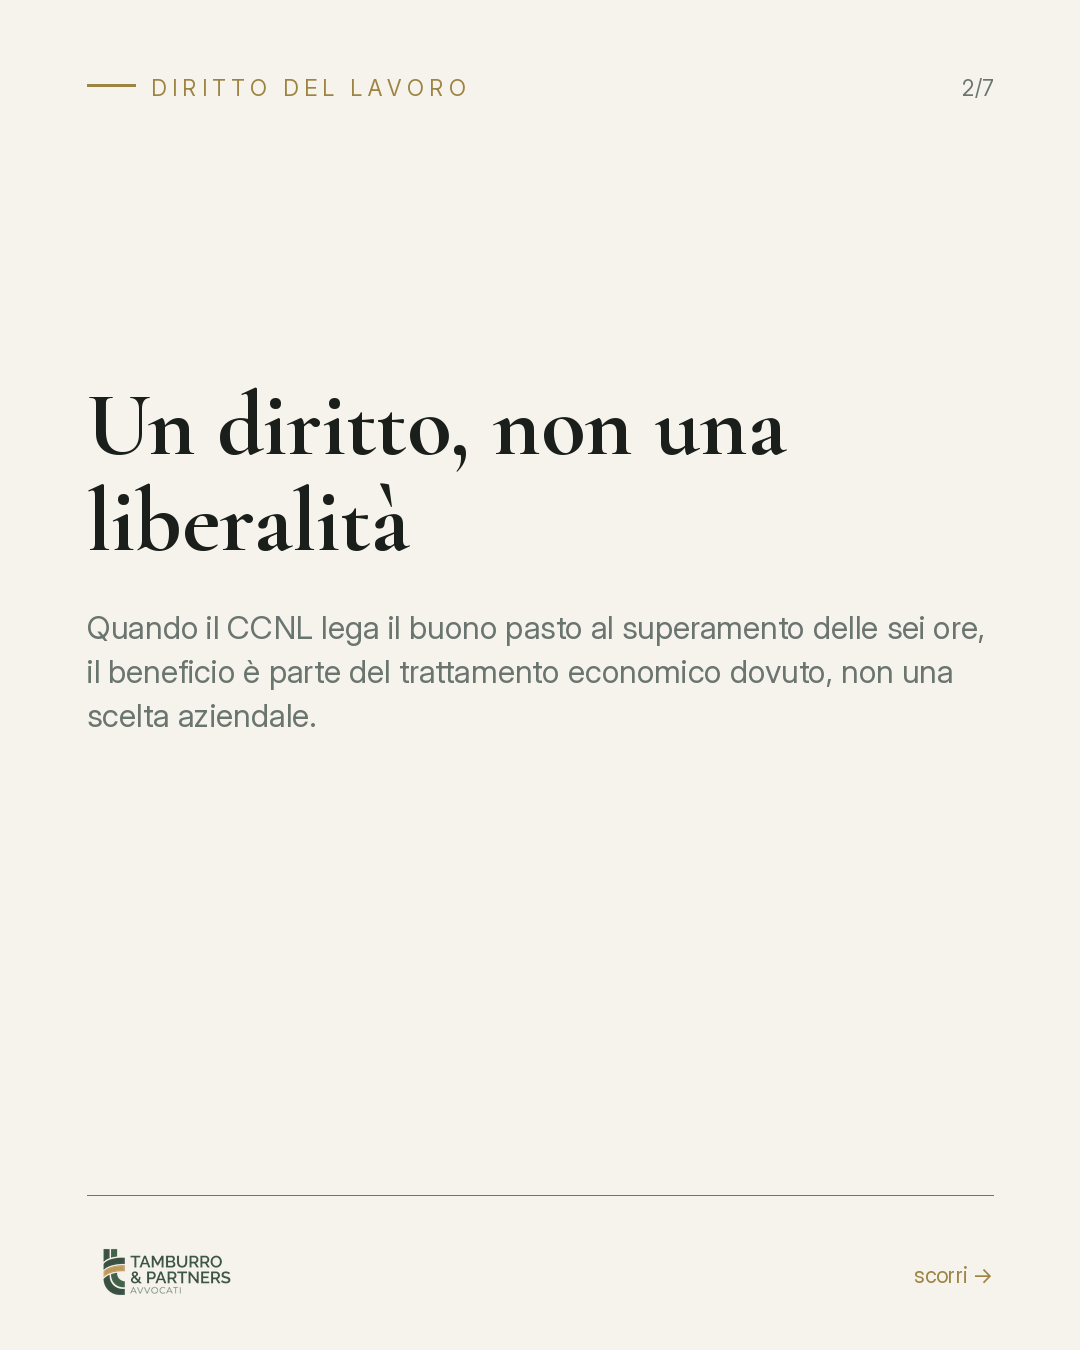 DIRITTO DEL LAVORO
2/7
Un diritto, non una
liberalità
Quando il CCNL lega il buono pasto al superamento delle sei ore,
il beneficio è parte del trattamento economico dovuto, non una
scelta aziendale.
TAMBURRO
& PARTNERS
AVVOCATI
scorri →